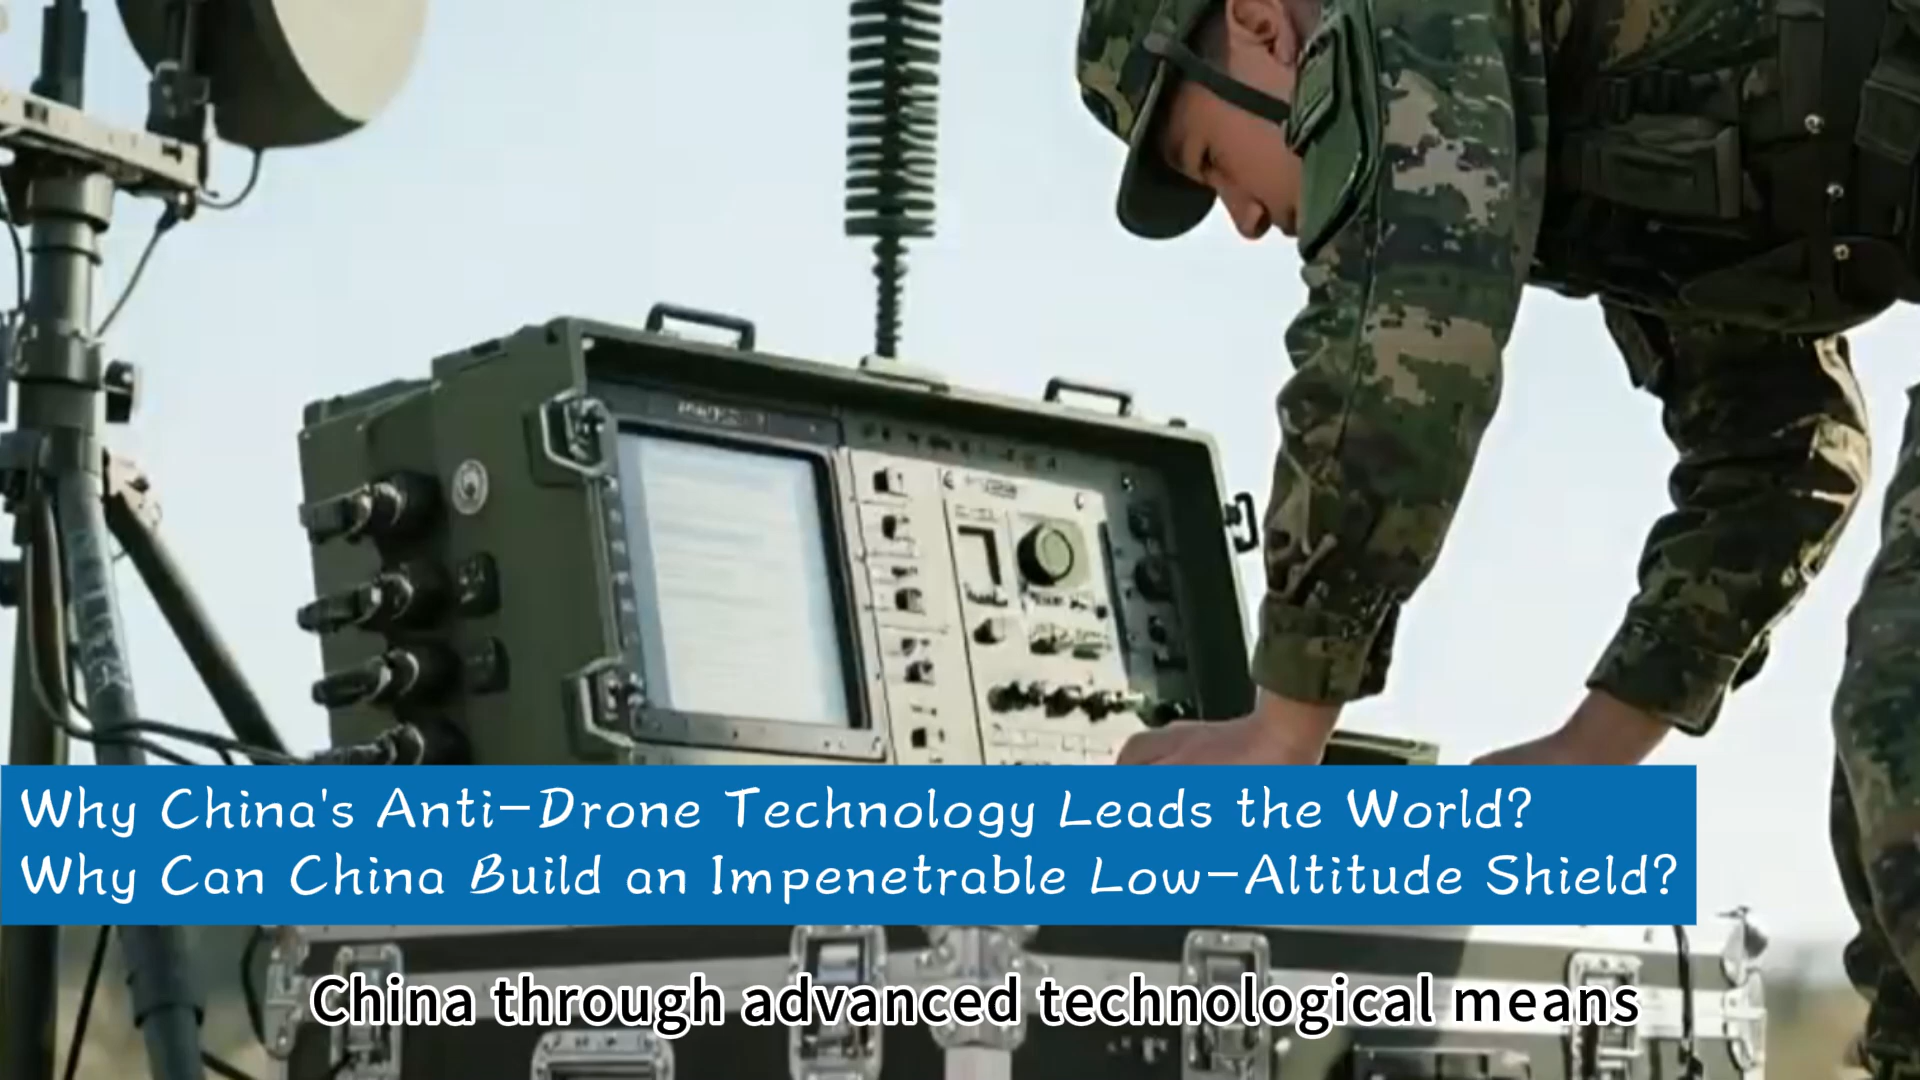 Why China's Anti-Drone Technology Leads the World?
Why Can China Build an Impenetrable Low-Altitude Shield?
China through advanced technological means